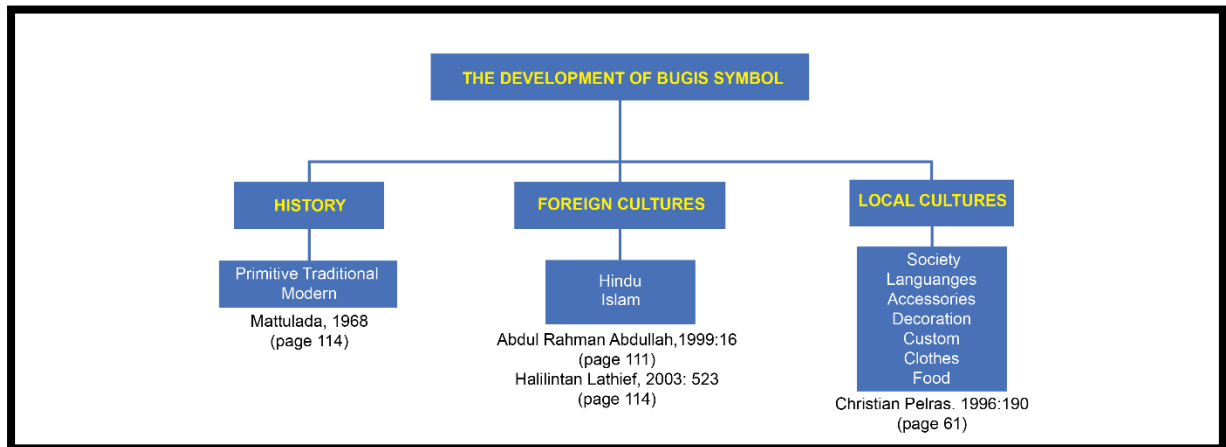 THE DEVELOPMENT OF BUGIS SYMBOL
HISTORY
Primitive Traditional
Modern
Mattulada, 1968
(page 114)
FOREIGN CULTURES
Hindu
Islam
Abdul Rahman Abdullah,1999:16
(page 111)
Halilintan Lathief, 2003: 523
(page 114)
LOCAL CULTURES
Society
Languanges
Accessories
Decoration
Custom
Clothes
Food
Christian Pelras. 1996:190
(page 61)